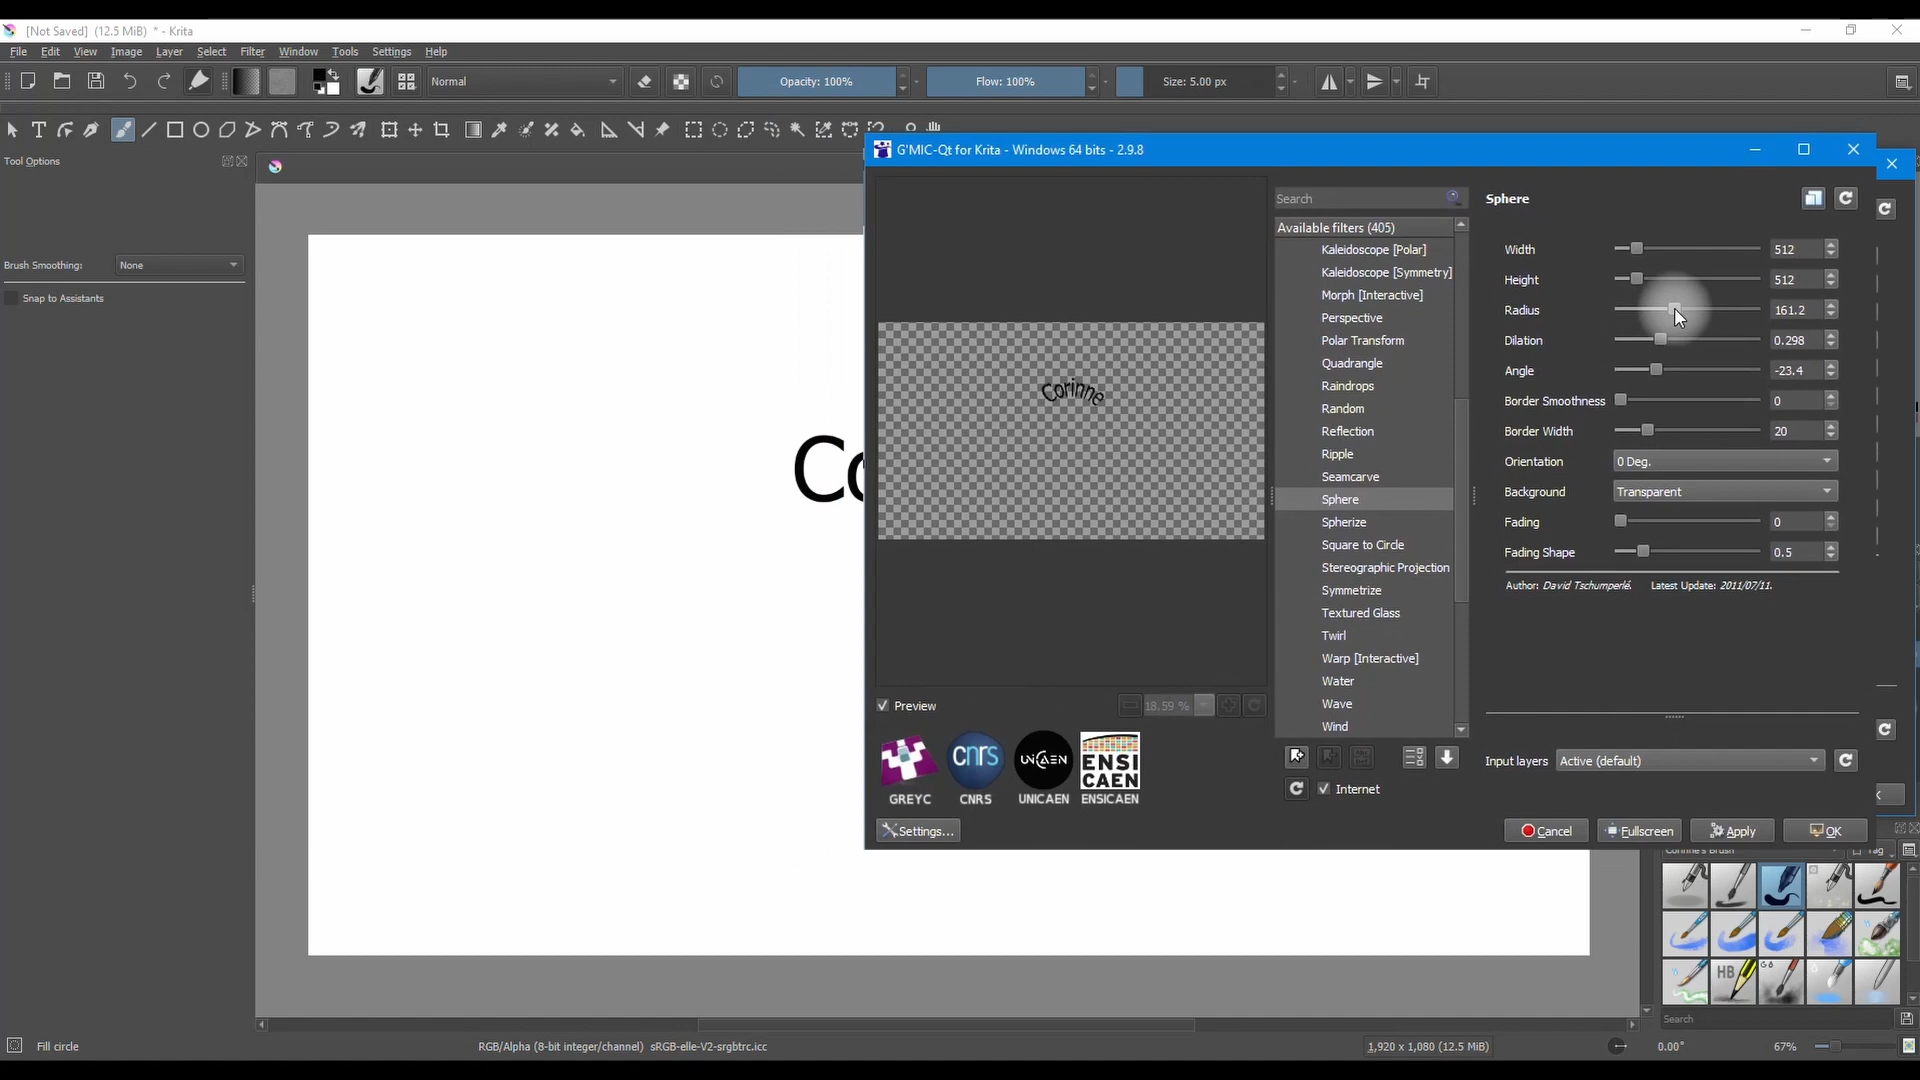 [Not Saved] (12.5 MiB) * - Krita
File Edit View Image Layer Select Filter Window Tools Settings Help
Normal Opacity: 100% Flow: 100% Size: 5.00 px
Tool Options
Brush Smoothing: None
Snap to Assistants
Co
G'MIC-Qt for Krita - Windows 64 bits - 2.9.8
Corinne
Preview
18.59 %
GREYC CNRS UNICAEN ENSICAEN
cnrs UNICAEN ENSI
CAEN
Settings...
Search
Available filters (405)
Kaleidoscope [Polar]
Kaleidoscope [Symmetry]
Morph [Interactive]
Perspective
Polar Transform
Quadrangle
Raindrops
Random
Reflection
Ripple
Seamcarve
Sphere
Spherize
Square to Circle
Stereographic Projection
Symmetrize
Textured Glass
Twirl
Warp [Interactive]
Water
Wave
Wind
Internet
Sphere
Width 512
Height 512
Radius 161.2
Dilation 0.298
Angle -23.4
Border Smoothness 0
Border Width 20
Orientation 0 Deg.
Background Transparent
Fading 0
Fading Shape 0.5
Author: David Tschumperlé. Latest Update: 2011/07/11.
Input layers Active (default)
Cancel Fullscreen Apply OK
Tag
HB
Search
Fill circle
RGB/Alpha (8-bit integer/channel) sRGB-elle-V2-srgbtrc.icc
1,920 x 1,080 (12.5 MiB)
0.00°
67%